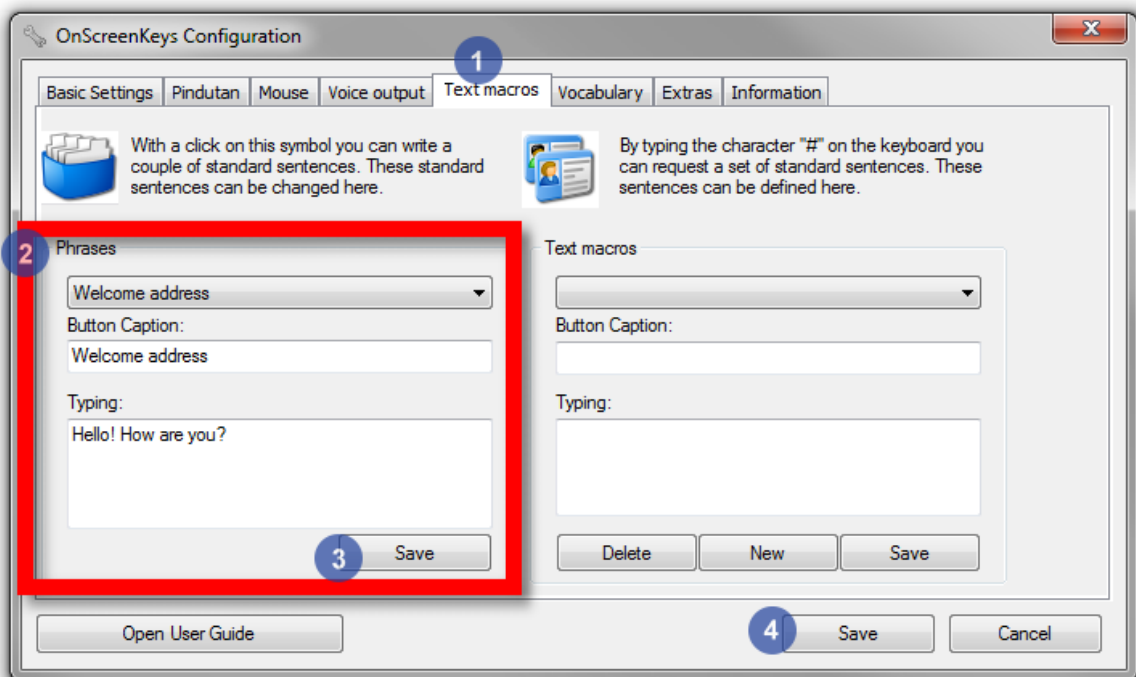 OnScreenKeys Configuration
1
Basic Settings Pindutan Mouse Voice output Text macros Vocabulary Extras Information
With a click on this symbol you can write a
couple of standard sentences. These standard
sentences can be changed here.
By typing the character "#" on the keyboard you
can request a set of standard sentences. These
sentences can be defined here.
2
Phrases
Welcome address
Button Caption:
Welcome address
Typing:
Hello! How are you?
3
Save
Text macros
Button Caption:
Typing:
Delete New Save
Open User Guide
4
Save Cancel